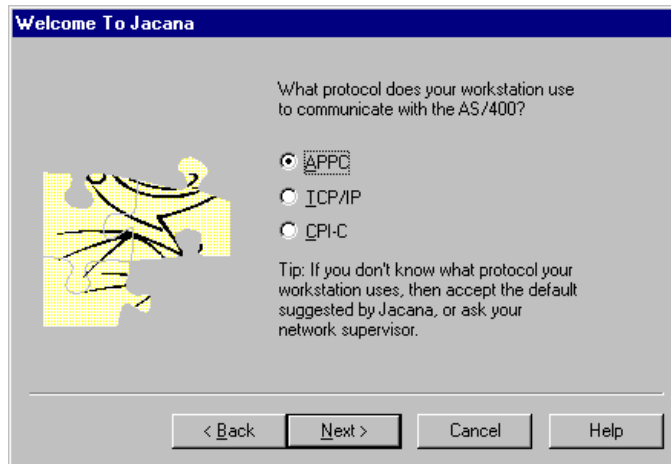 Welcome To Jacana
What protocol does your workstation use
to communicate with the AS/400?
APPC
TCP/IP
CPI-C
Tip: If you don't know what protocol your
workstation uses, then accept the default
suggested by Jacana, or ask your
network supervisor.
< Back
Next >
Cancel
Help